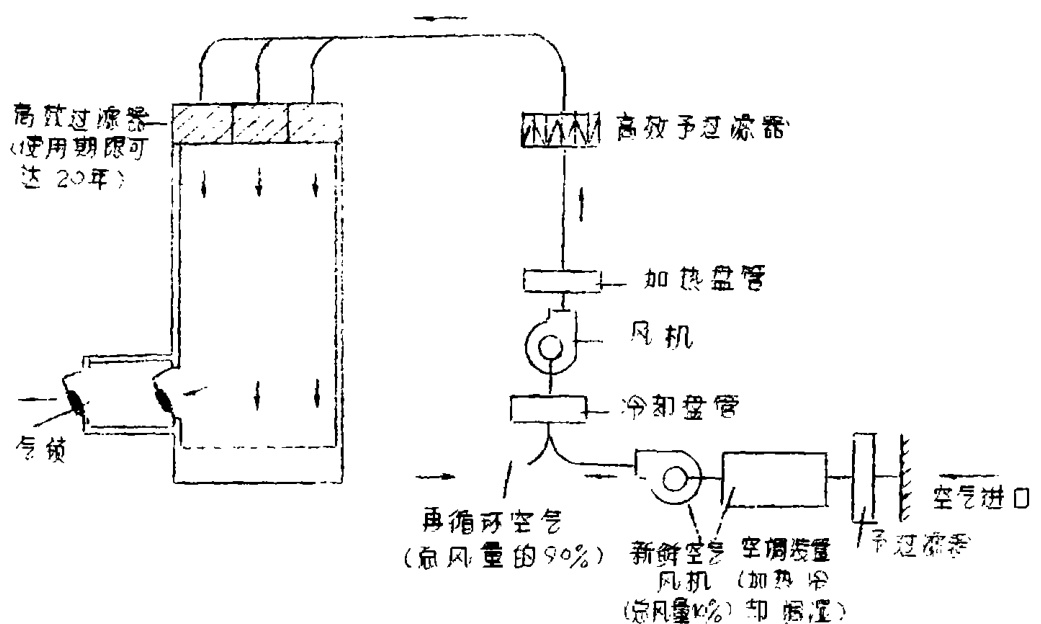 高效过滤器
(使用期限可
达 20年)
高效予过滤器
加热盘管
风机
冷却盘管
气锁
空气进口
予过滤器
再循环空气
(总风量的90%)
新鲜空气
风机
(总风量10%)
空调装置
(加热冷
却 调湿)